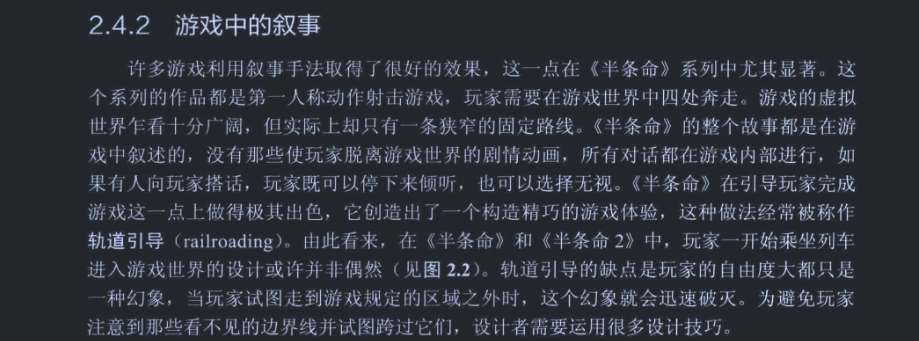 2.4.2 游戏中的叙事
许多游戏利用叙事手法取得了很好的效果，这一点在《半条命》系列中尤其显著。这
个系列的作品都是第一人称动作射击游戏，玩家需要在游戏世界中四处奔走。游戏的虚拟
世界乍看十分广阔，但实际上却只有一条狭窄的固定路线。《半条命》的整个故事都是在游
戏中叙述的，没有那些使玩家脱离游戏世界的剧情动画，所有对话都在游戏内部进行，如
果有人向玩家搭话，玩家既可以停下来倾听，也可以选择无视。《半条命》在引导玩家完成
游戏这一点上做得极其出色，它创造出了一个构造精巧的游戏体验，这种做法经常被称作
轨道引导（railroading）。由此看来，在《半条命》和《半条命 2》中，玩家一开始乘坐列车
进入游戏世界的设计或许并非偶然（见图 2.2）。轨道引导的缺点是玩家的自由度大都只是
一种幻象，当玩家试图走到游戏规定的区域之外时，这个幻象就会迅速破灭。为避免玩家
注意到那些看不见的边界线并试图跨过它们，设计者需要运用很多设计技巧。